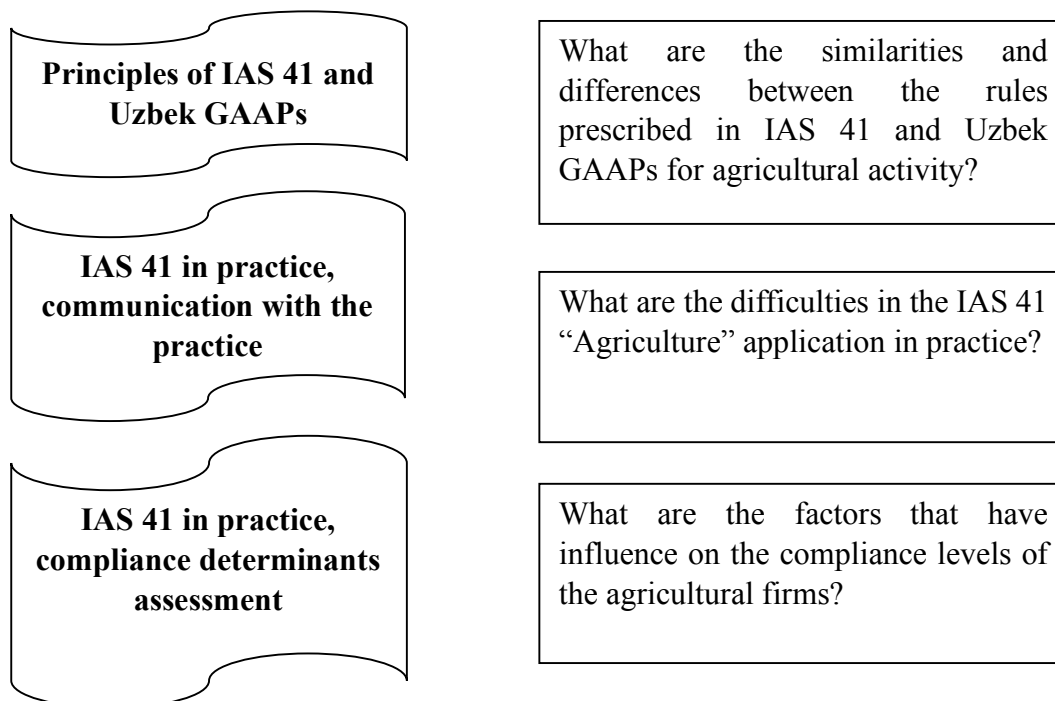 Principles of IAS 41 and
Uzbek GAAPs
What are the similarities and
differences between the rules
prescribed in IAS 41 and Uzbek
GAAPs for agricultural activity?
IAS 41 in practice,
communication with the
practice
What are the difficulties in the IAS 41
“Agriculture” application in practice?
IAS 41 in practice,
compliance determinants
assessment
What are the factors that have
influence on the compliance levels of
the agricultural firms?